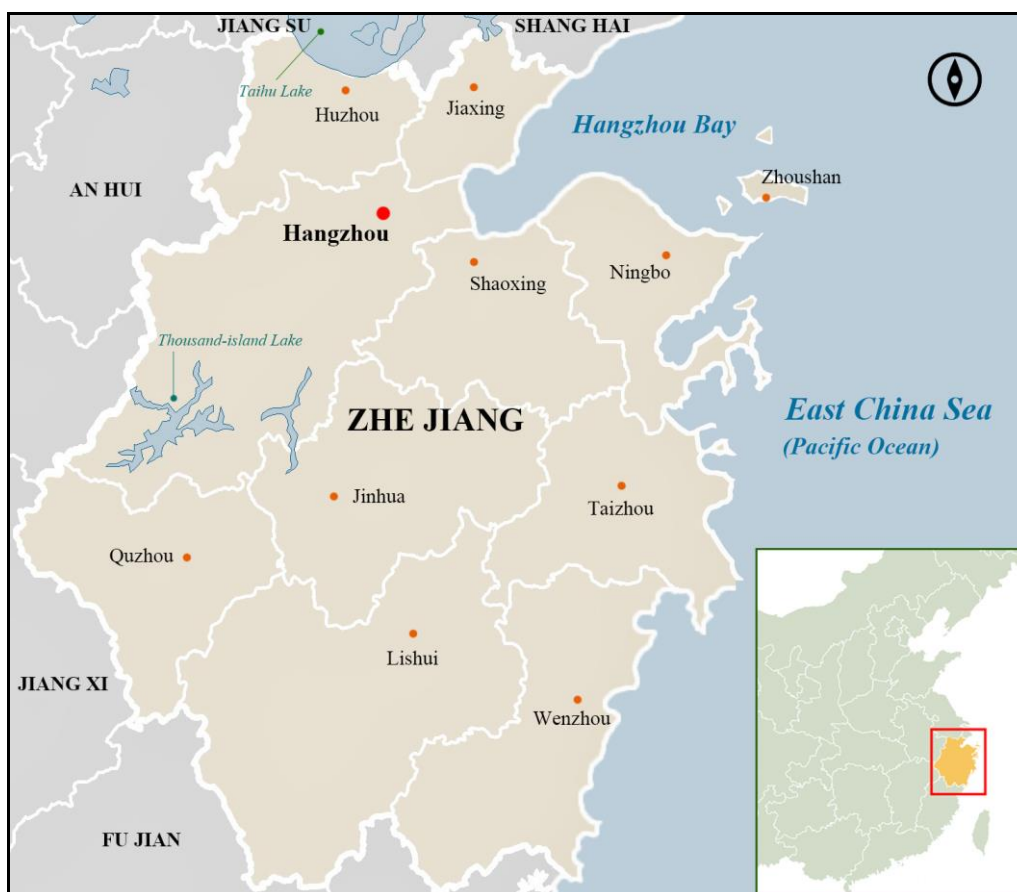 JIANG SU
SHANG HAI
Taihu Lake
Huzhou
Jiaxing
Hangzhou Bay
AN HUI
Zhoushan
Hangzhou
Shaoxing
Ningbo
Thousand-island Lake
ZHE JIANG
East China Sea
(Pacific Ocean)
Jinhua
Taizhou
Quzhou
Lishui
JIANG XI
Wenzhou
FU JIAN